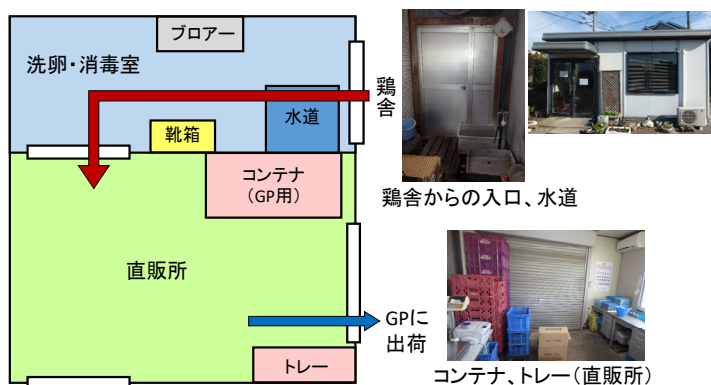 ブロアー
洗卵・消毒室
鶏
舎
水道
靴箱
コンテナ
（GP用）
鶏舎からの入口、水道
直販所
GPに
出荷
トレー
コンテナ、トレー（直販所）